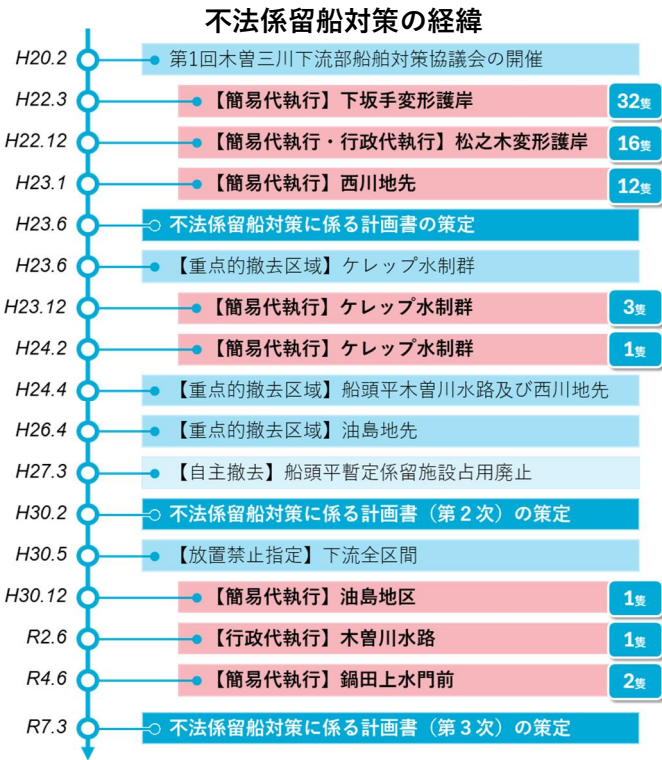 不法係留船対策の経緯
H20.2 第1回木曽三川下流部船舶対策協議会の開催
H22.3 【簡易代執行】下坂手変形護岸 32隻
H22.12 【簡易代執行・行政代執行】松之木変形護岸 16隻
H23.1 【簡易代執行】西川地先 12隻
H23.6 不法係留船対策に係る計画書の策定
H23.6 【重点的撤去区域】ケレップ水制群
H23.12 【簡易代執行】ケレップ水制群 3隻
H24.2 【簡易代執行】ケレップ水制群 1隻
H24.4 【重点的撤去区域】船頭平木曽川水路及び西川地先
H26.4 【重点的撤去区域】油島地先
H27.3 【自主撤去】船頭平暫定係留施設占用廃止
H30.2 不法係留船対策に係る計画書（第２次）の策定
H30.5 【放置禁止指定】下流全区間
H30.12 【簡易代執行】油島地区 1隻
R2.6 【行政代執行】木曽川水路 1隻
R4.6 【簡易代執行】鍋田上水門前 2隻
R7.3 不法係留船対策に係る計画書（第３次）の策定